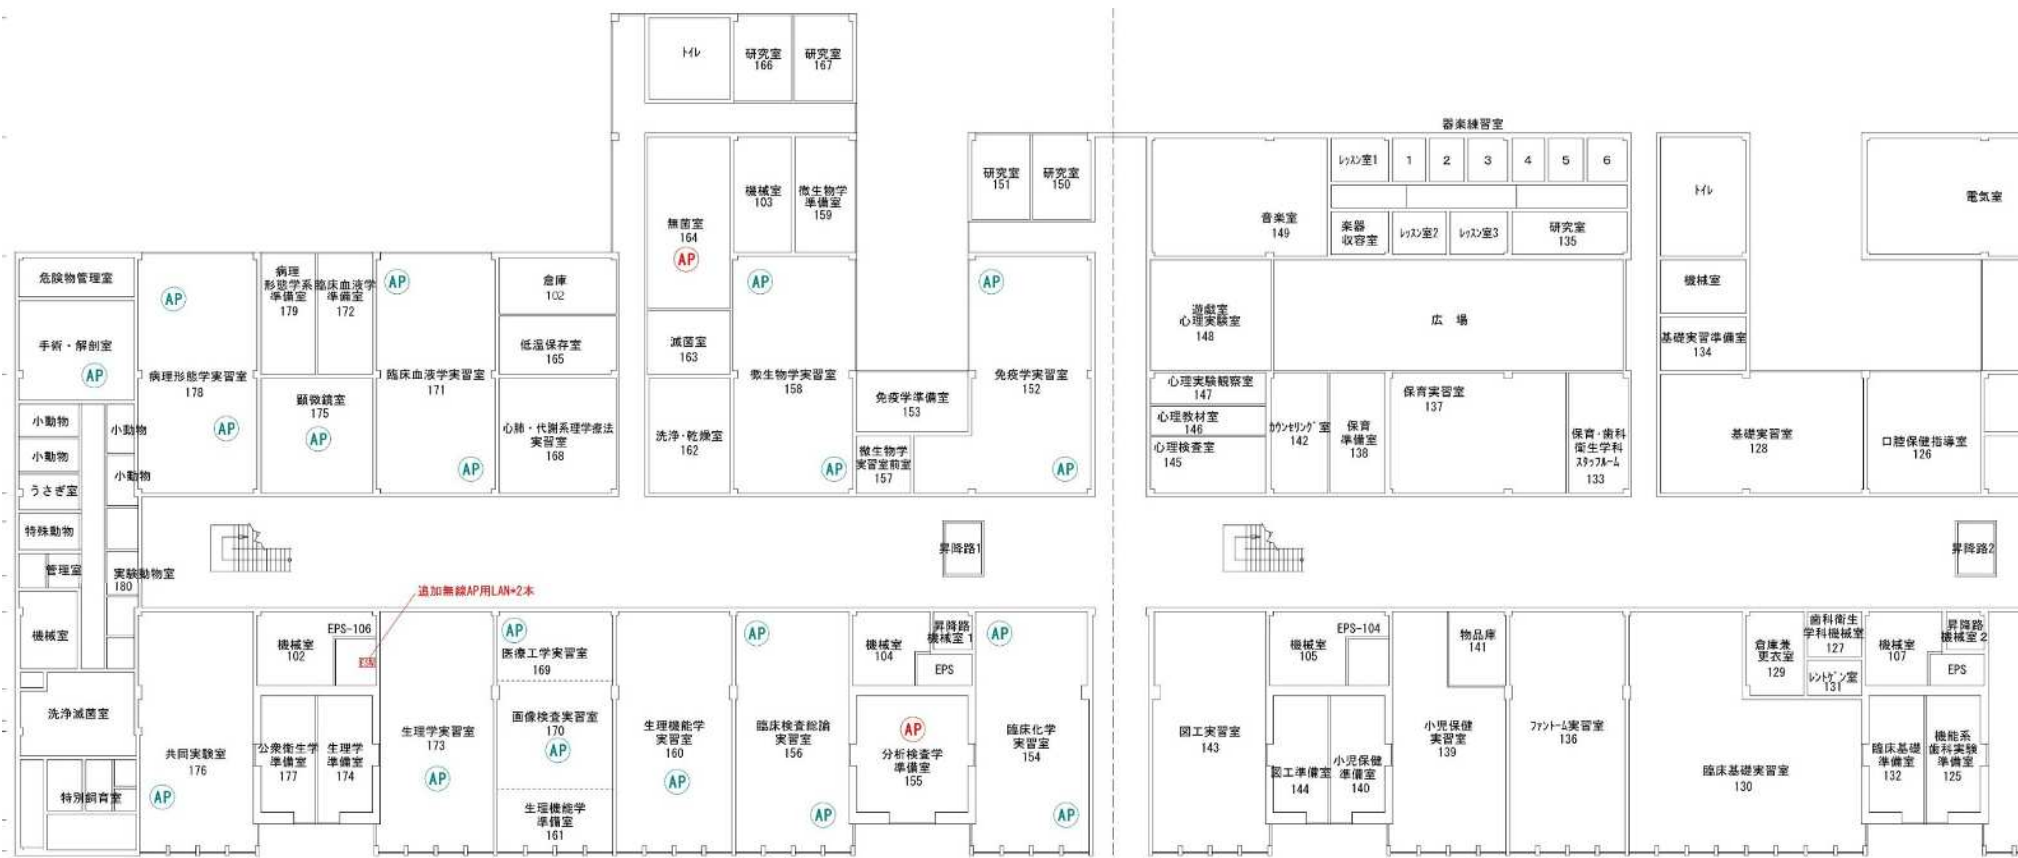 トイレ
研究室
166
研究室
167
器楽練習室
機械室
103
微生物学
準備室
159
無菌室
164
AP
研究室
151
研究室
150
音楽室
149
レッスン室1
1
2
3
4
5
6
楽器
収容室
レッスン室2
レッスン室3
研究室
135
トイレ
電気室
危険物管理室
手術・解剖室
AP
AP
病理形態学実習室
178
AP
病理
形態学系
準備室
179
臨床血液学
準備室
172
顕微鏡室
175
AP
AP
臨床血液学実習室
171
AP
倉庫
102
低温保存室
165
心肺・代謝系理学療法
実習室
168
滅菌室
163
洗浄・乾燥室
162
AP
微生物学実習室
158
AP
免疫学準備室
153
微生物学
実習室前室
157
AP
免疫学実習室
152
AP
遊戯室
心理実験室
148
広 場
機械室
基礎実習準備室
134
心理実験観察室
147
心理教材室
146
心理検査室
145
カウンセリング室
142
保育
準備室
138
保育実習室
137
保育・歯科
衛生学科
スタッフルーム
133
基礎実習室
128
口腔保健指導室
126
小動物
小動物
小動物
小動物
うさぎ室
特殊動物
管理室
実験動物室
180
機械室
昇降路1
昇降路2
追加無線AP用LAN*2本
洗浄滅菌室
特別飼育室
共同実験室
176
AP
機械室
102
EPS-106
公衆衛生学
準備室
177
生理学
準備室
174
生理学実習室
173
AP
AP
医療工学実習室
169
画像検査実習室
170
AP
生理機能学
準備室
161
生理機能学
実習室
160
AP
AP
臨床検査総論
実習室
156
AP
機械室
104
昇降路
機械室1
EPS
AP
分析検査学
準備室
155
AP
臨床化学
実習室
154
AP
図工実習室
143
機械室
105
EPS-104
図工準備室
144
小児保健
準備室
140
小児保健
実習室
139
物品庫
141
ファントーム実習室
136
臨床基礎実習室
130
倉庫兼
更衣室
129
歯科衛生
学科機械室
127
レントゲン室
131
機械室
107
昇降路
機械室2
EPS
臨床基礎
準備室
132
機能系
歯科実験
準備室
125